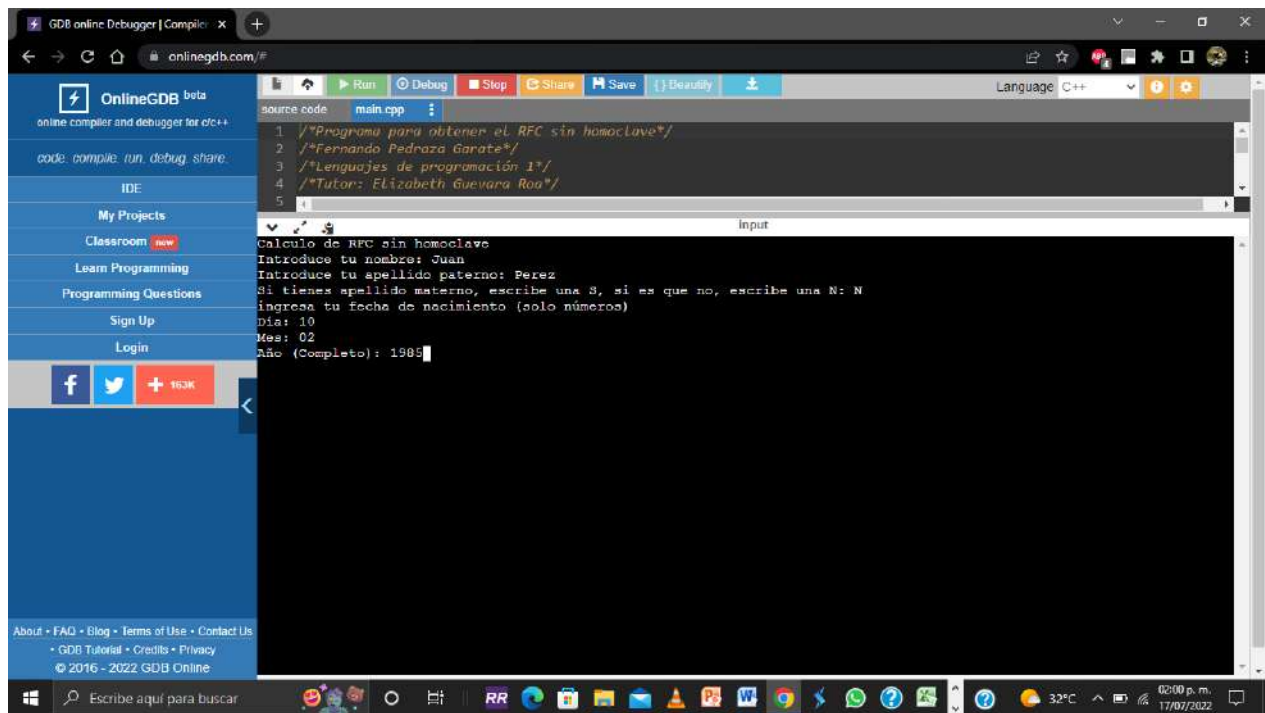 GDB online Debugger | Compiler
onlinegdb.com/#
OnlineGDB beta
online compiler and debugger for c/c++
code. compile. run. debug. share.
IDE
My Projects
Classroom new
Learn Programming
Programming Questions
Sign Up
Login
163K
About • FAQ • Blog • Terms of Use • Contact Us
• GDB Tutorial • Credits • Privacy
© 2016 - 2022 GDB Online
Run Debug Stop Share Save {} Beautify
Language C++
source code main.cpp
1 /*Programa para obtener el RFC sin homoclave*/
2 /*Fernando Pedraza Garate*/
3 /*Lenguajes de programación 1*/
4 /*Tutor: Elizabeth Guevara Roa*/
5
input
Calculo de RFC sin homoclave
Introduce tu nombre: Juan
Introduce tu apellido paterno: Perez
Si tienes apellido materno, escribe una S, si es que no, escribe una N: N
ingresa tu fecha de nacimiento (solo números)
Dia: 10
Mes: 02
Año (Completo): 1985
Escribe aquí para buscar
RR
32°C
02:00 p. m.
17/07/2022